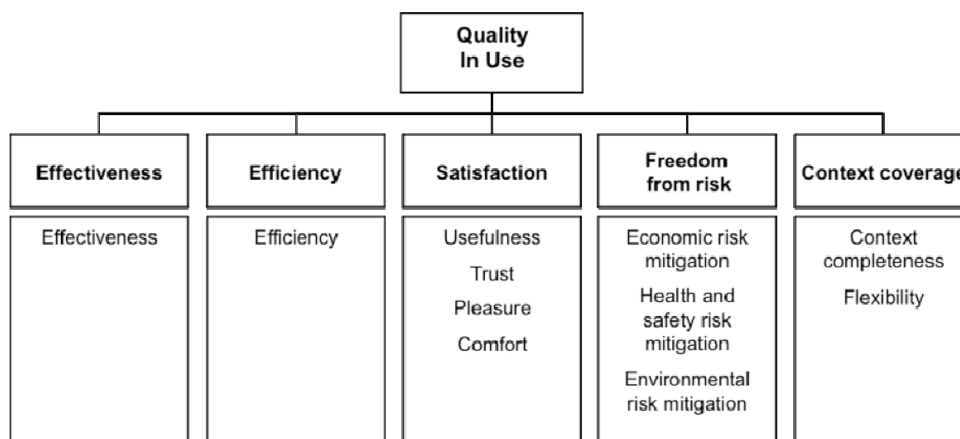 Quality
In Use
Effectiveness
Efficiency
Satisfaction
Freedom
from risk
Context coverage
Effectiveness
Efficiency
Usefulness
Trust
Pleasure
Comfort
Economic risk
mitigation
Health and
safety risk
mitigation
Environmental
risk mitigation
Context
completeness
Flexibility